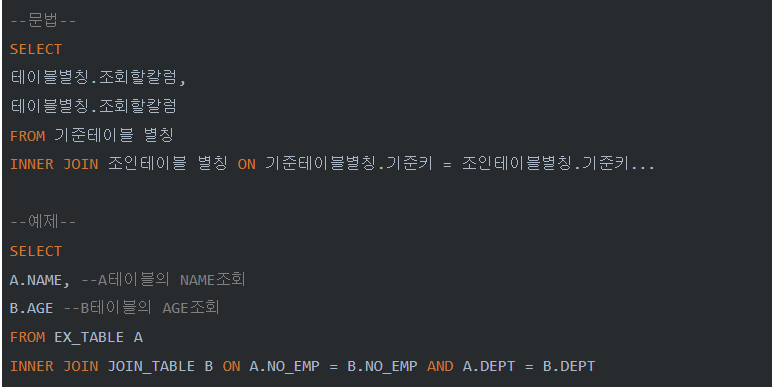 --문법--
SELECT
테이블별칭.조회할칼럼,
테이블별칭.조회할칼럼
FROM 기준테이블 별칭
INNER JOIN 조인테이블 별칭 ON 기준테이블별칭.기준키 = 조인테이블별칭.기준키...
--예제--
SELECT
A.NAME, --A테이블의 NAME조회
B.AGE --B테이블의 AGE조회
FROM EX_TABLE A
INNER JOIN JOIN_TABLE B ON A.NO_EMP = B.NO_EMP AND A.DEPT = B.DEPT